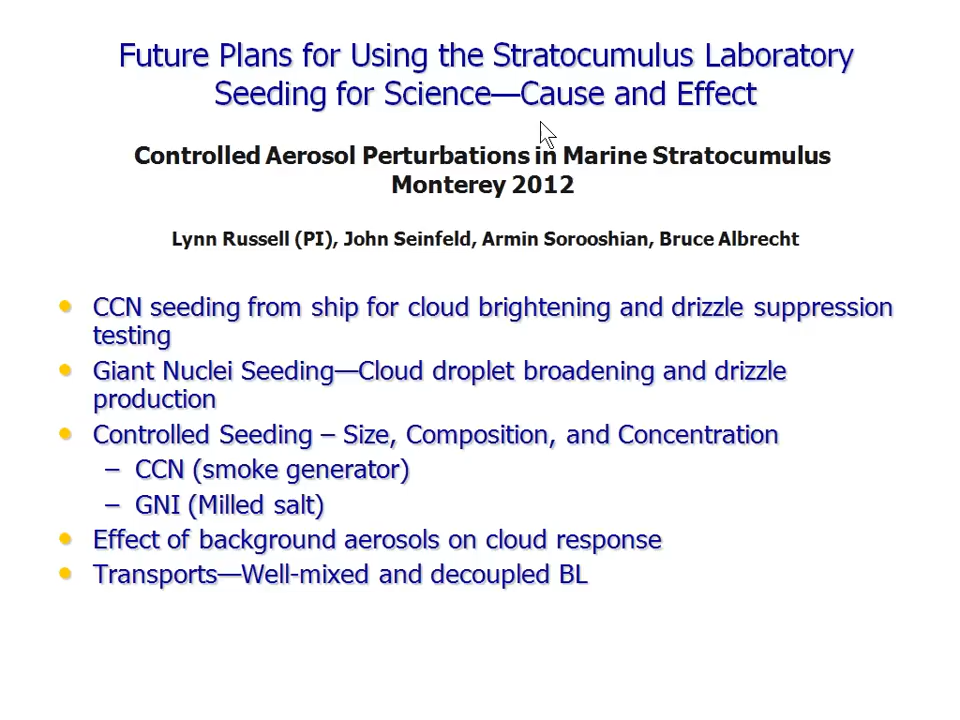 Future Plans for Using the Stratocumulus Laboratory
Seeding for Science—Cause and Effect
Controlled Aerosol Perturbations in Marine Stratocumulus
Monterey 2012
Lynn Russell (PI), John Seinfeld, Armin Sorooshian, Bruce Albrecht
• CCN seeding from ship for cloud brightening and drizzle suppression
testing
• Giant Nuclei Seeding—Cloud droplet broadening and drizzle
production
• Controlled Seeding – Size, Composition, and Concentration
– CCN (smoke generator)
– GNI (Milled salt)
• Effect of background aerosols on cloud response
• Transports—Well-mixed and decoupled BL